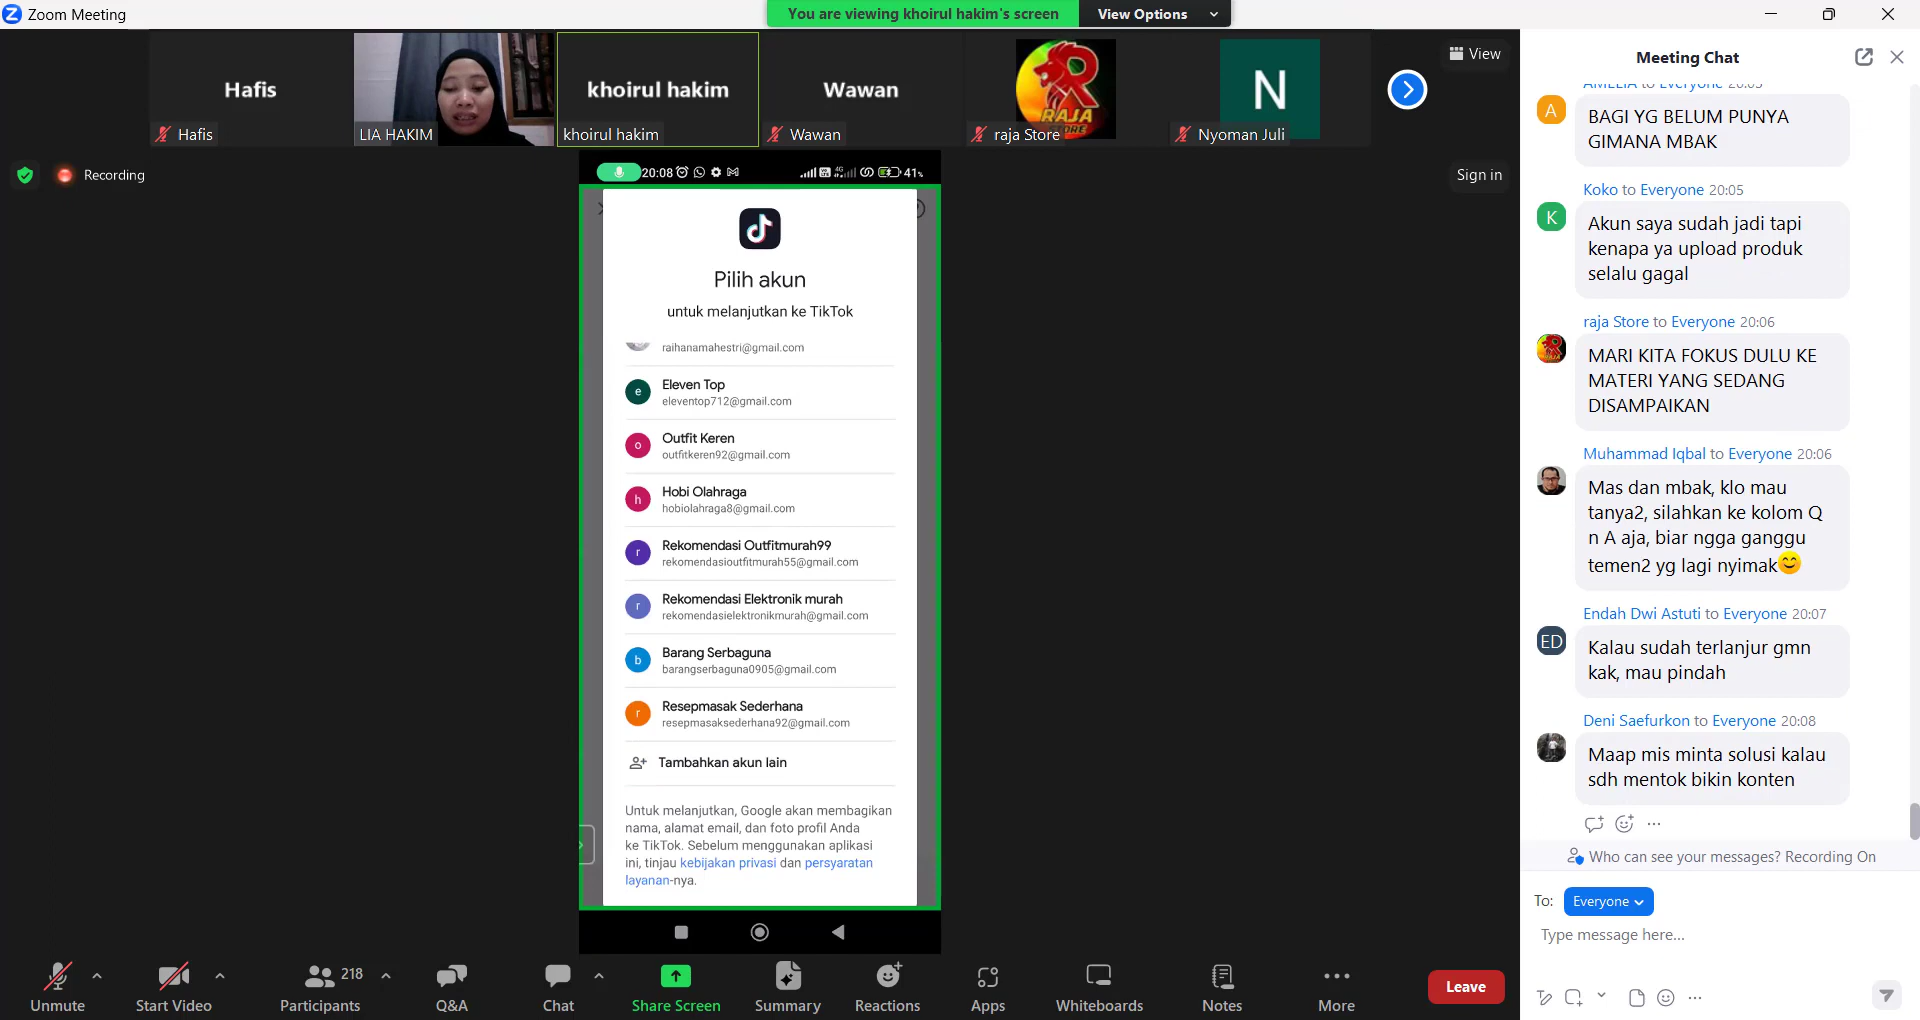 Zoom Meeting
You are viewing khoirul hakim's screen
View Options
Hafis
Hafis
LIA HAKIM
khoirul hakim
khoirul hakim
Wawan
Wawan
RAJA
raja Store
N
Nyoman Juli
View
Recording
Sign in
20:08
41%
Pilih akun
untuk melanjutkan ke TikTok
raihanamahestri@gmail.com
e
Eleven Top
eleventop712@gmail.com
o
Outfit Keren
outfitkeren92@gmail.com
h
Hobi Olahraga
hobiolahraga8@gmail.com
r
Rekomendasi Outfitmurah99
rekomendasioutfitmurah55@gmail.com
r
Rekomendasi Elektronik murah
rekomendasielektronikmurah@gmail.com
b
Barang Serbaguna
barangserbaguna0905@gmail.com
r
Resepmasak Sederhana
resepmasaksederhana92@gmail.com
Tambahkan akun lain
Untuk melanjutkan, Google akan membagikan
nama, alamat email, dan foto profil Anda
ke TikTok. Sebelum menggunakan aplikasi
ini, tinjau kebijakan privasi dan persyaratan
layanan-nya.
Meeting Chat
AMELIA to Everyone 20:05
A
BAGI YG BELUM PUNYA
GIMANA MBAK
Koko to Everyone 20:05
K
Akun saya sudah jadi tapi
kenapa ya upload produk
selalu gagal
raja Store to Everyone 20:06
MARI KITA FOKUS DULU KE
MATERI YANG SEDANG
DISAMPAIKAN
Muhammad Iqbal to Everyone 20:06
Mas dan mbak, klo mau
tanya2, silahkan ke kolom Q
n A aja, biar ngga ganggu
temen2 yg lagi nyimak😊
Endah Dwi Astuti to Everyone 20:07
ED
Kalau sudah terlanjur gmn
kak, mau pindah
Deni Saefurkon to Everyone 20:08
Maap mis minta solusi kalau
sdh mentok bikin konten
Who can see your messages? Recording On
To: Everyone
Type message here...
Unmute
Start Video
218
Participants
Q&A
Chat
Share Screen
Summary
Reactions
Apps
Whiteboards
Notes
More
Leave